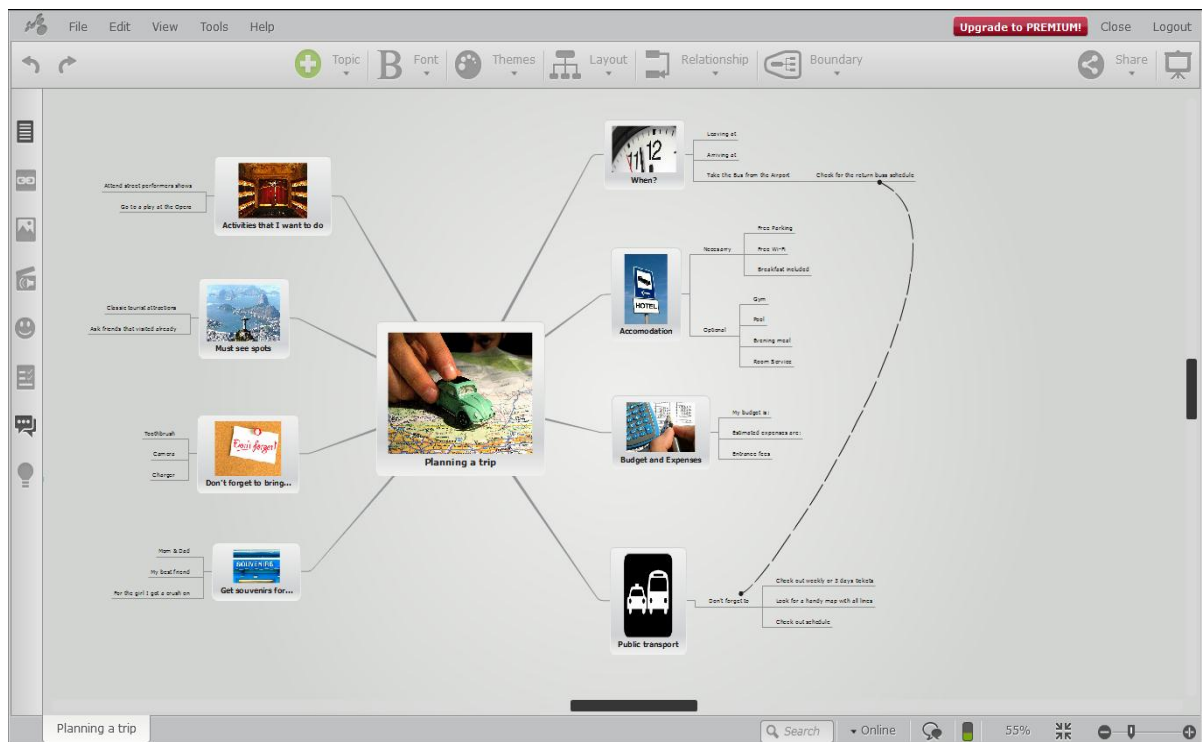 File Edit View Tools Help Upgrade to PREMIUM! Close Logout
Topic Font Themes Layout Relationship Boundary Share
Activities that I want to do
Attend street performers shows
Go to a play at the Opera
Must see spots
Classic tourist attractions
Ask friends that visited already
Don't forget!
Don't forget to bring...
Toothbrush
Camera
Charger
SOUVENIRS
Get souvenirs for...
Mom & Dad
My best friend
For the girl I got a crush on
Planning a trip
11 12
When?
Leaving at
Arriving at
Take the Bus from the Airport
Check for the return buss schedule
HOTEL
Accomodation
Necesarry
Free Parking
Free Wi-Fi
Breakfast included
Optional
Gym
Pool
Evening meal
Room Service
Budget and Expenses
My budget is:
Estimated expenses are:
Entrance fees
Public transport
Don't forget to
Check out weekly or 3 days tickets
Look for a handy map with all lines
Check out schedule
Planning a trip Search Online 55%